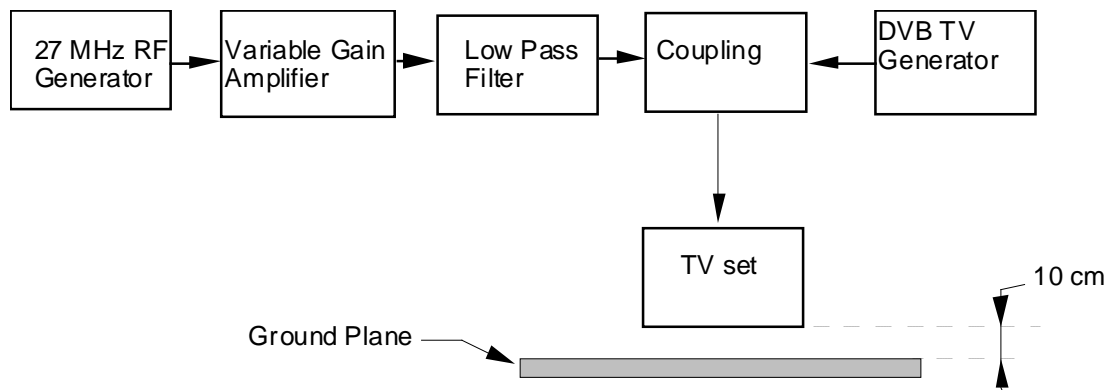 27 MHz RF
Generator
Variable Gain
Amplifier
Low Pass
Filter
Coupling
DVB TV
Generator
TV set
10 cm
Ground Plane